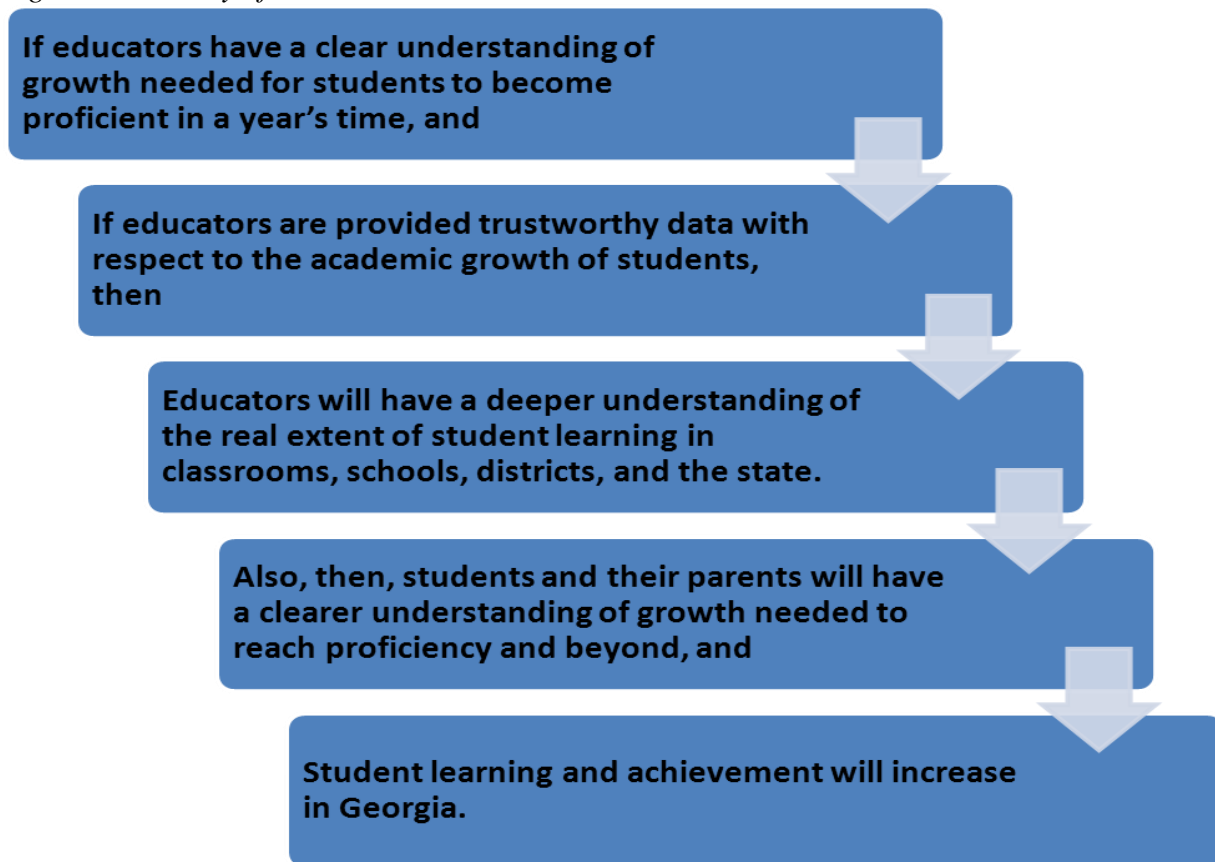 If educators have a clear understanding of
growth needed for students to become
proficient in a year’s time, and
If educators are provided trustworthy data with
respect to the academic growth of students,
then
Educators will have a deeper understanding of
the real extent of student learning in
classrooms, schools, districts, and the state.
Also, then, students and their parents will have
a clearer understanding of growth needed to
reach proficiency and beyond, and
Student learning and achievement will increase
in Georgia.